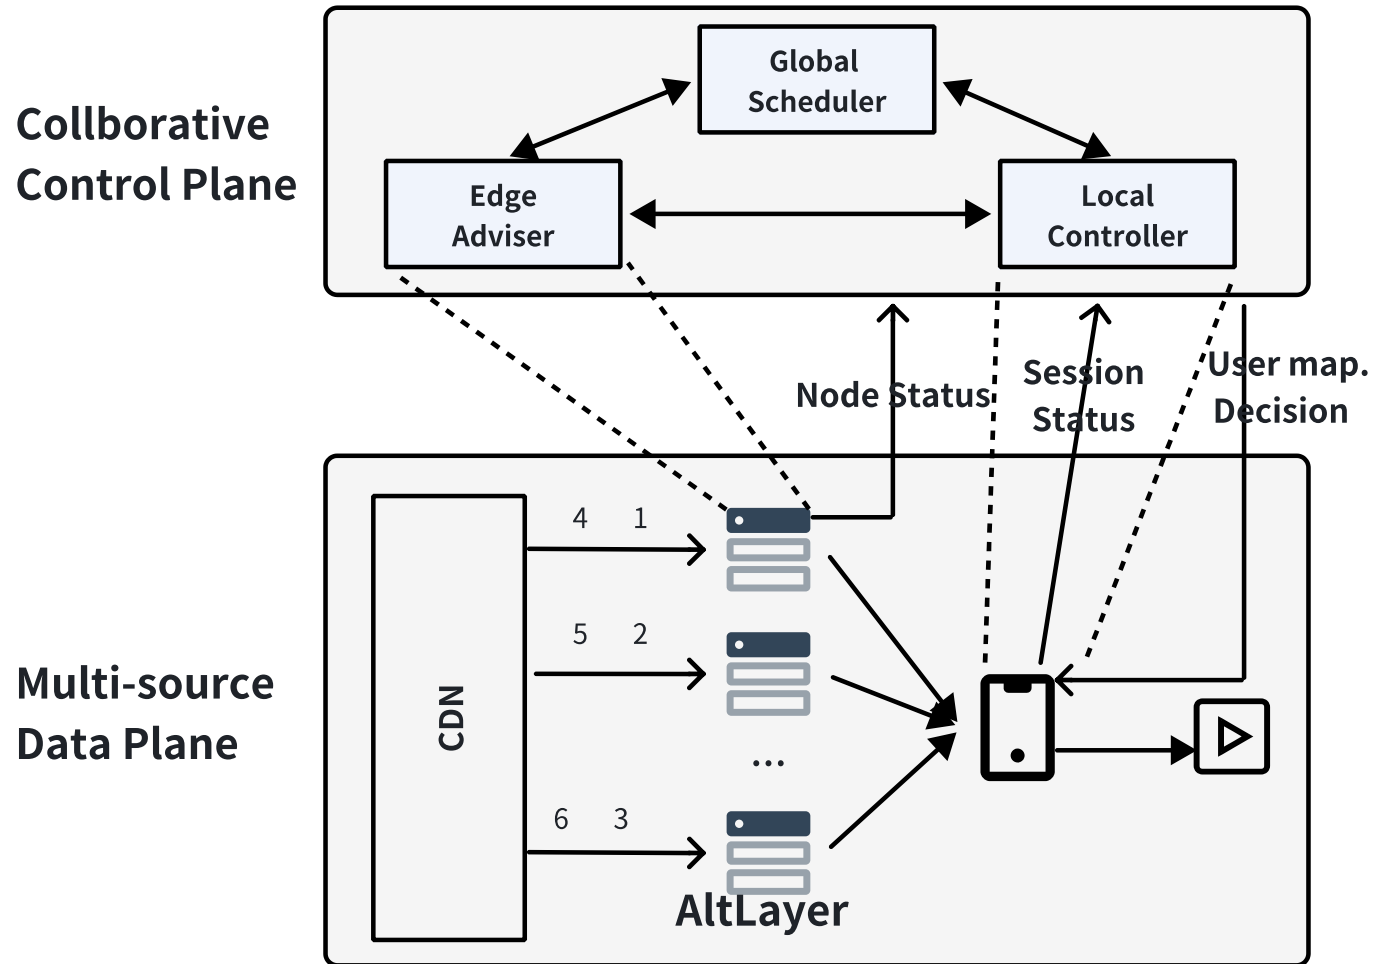 Collborative
Control Plane
Global
Scheduler
Edge
Adviser
Local
Controller
Node Status
Session
Status
User map.
Decision
Multi-source
Data Plane
CDN
4 1
5 2
...
6 3
AltLayer